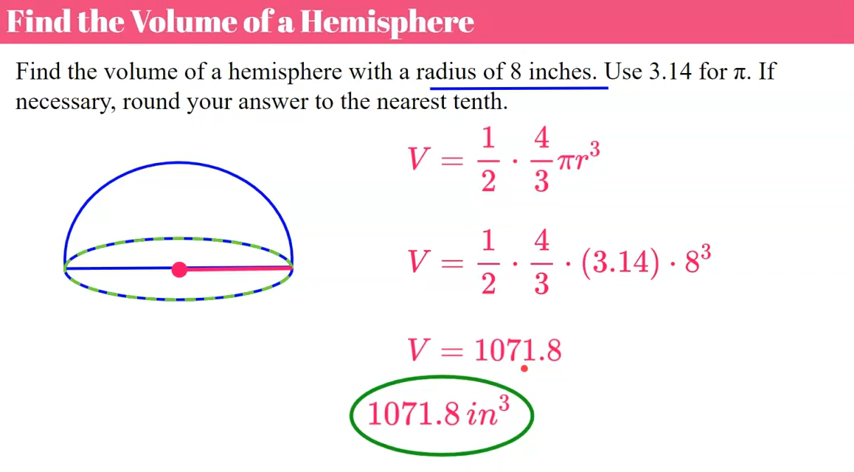 Find the Volume of a Hemisphere
Find the volume of a hemisphere with a radius of 8 inches. Use 3.14 for π. If
necessary, round your answer to the nearest tenth.
V = 1/2 · 4/3 πr³
V = 1/2 · 4/3 · (3.14) · 8³
V = 1071.8
1071.8 in³